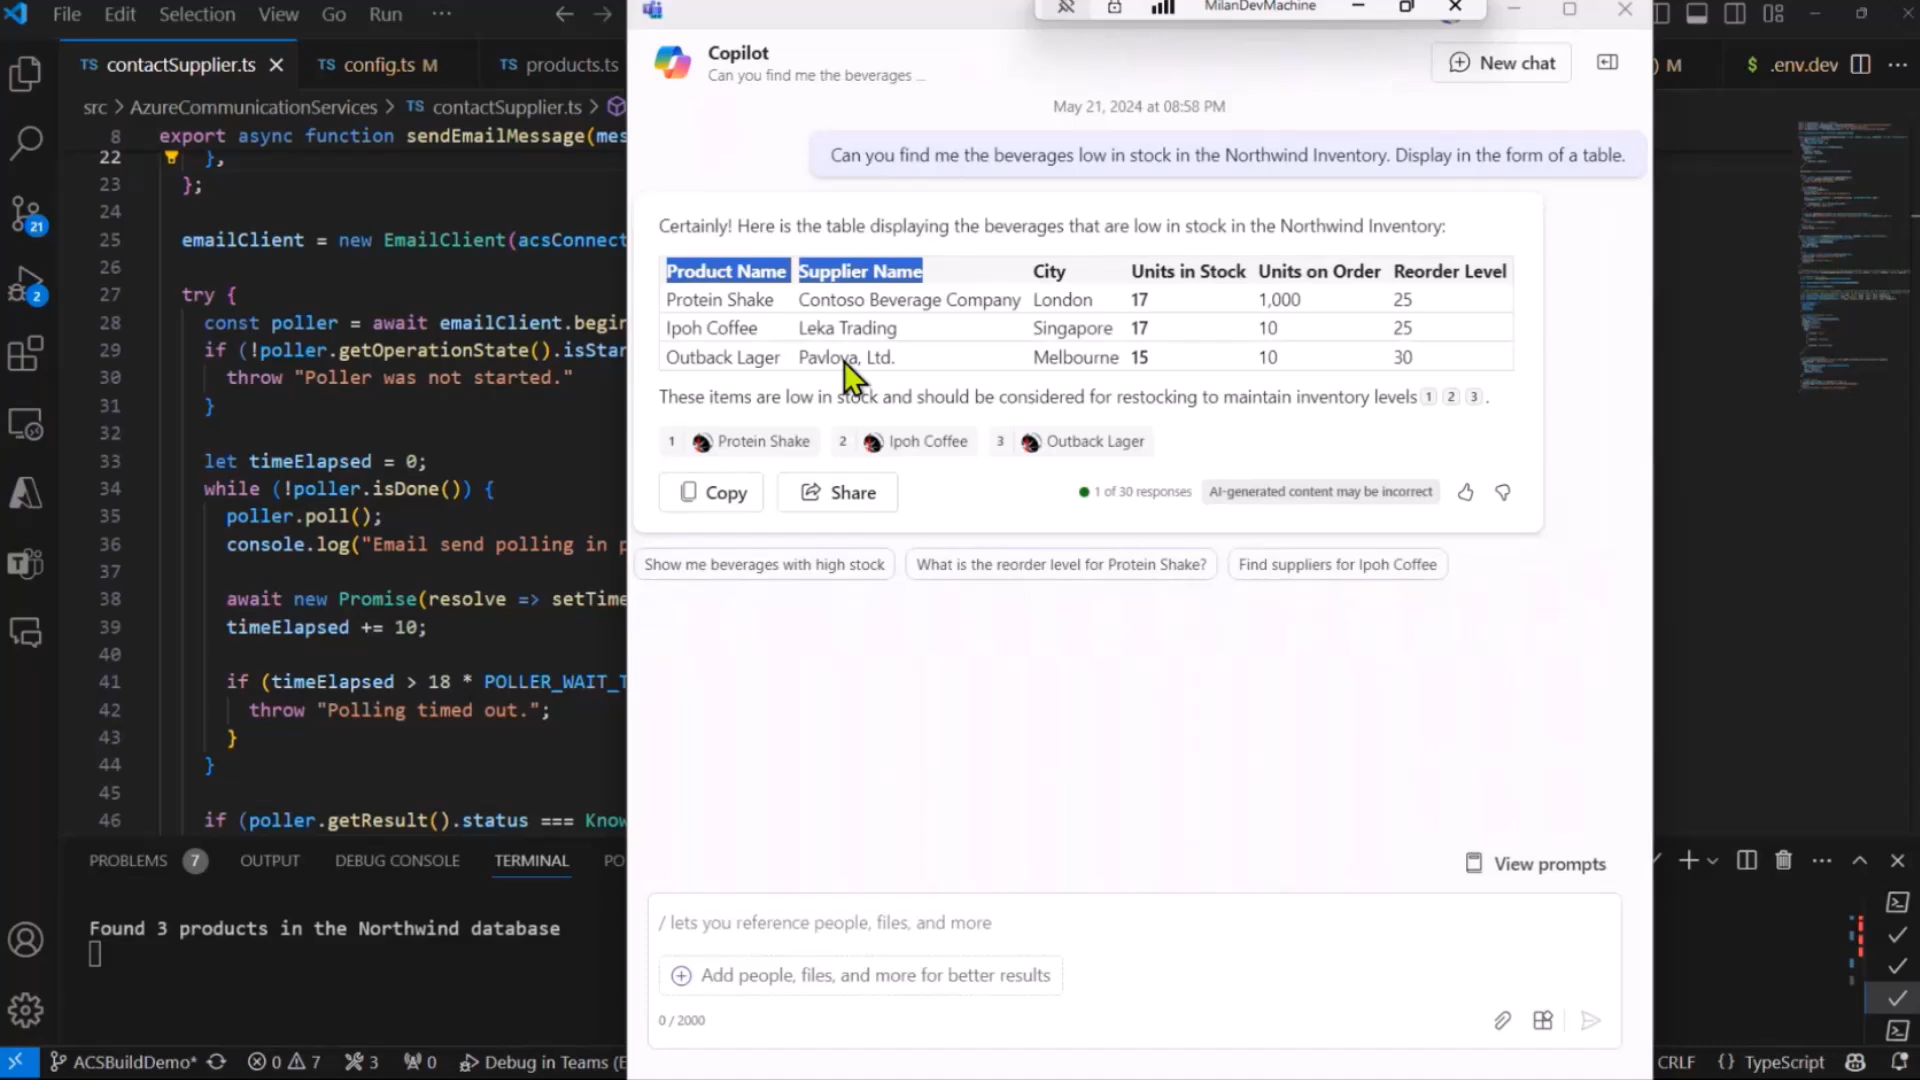 File Edit Selection View Go Run ···
MilanDevMachine
TS contactSupplier.ts
TS config.ts M
TS products.ts
M
$ .env.dev
src > AzureCommunicationServices > TS contactSupplier.ts >
8 export async function sendEmailMessage(mes
22 },
23 };
24
25 emailClient = new EmailClient(acsConnect
26
27 try {
28 const poller = await emailClient.begin
29 if (!poller.getOperationState().isStar
30 throw "Poller was not started."
31 }
32
33 let timeElapsed = 0;
34 while (!poller.isDone()) {
35 poller.poll();
36 console.log("Email send polling in p
37
38 await new Promise(resolve => setTime
39 timeElapsed += 10;
40
41 if (timeElapsed > 18 * POLLER_WAIT_T
42 throw "Polling timed out.";
43 }
44 }
45
46 if (poller.getResult().status === Know
21
2
PROBLEMS 7 OUTPUT DEBUG CONSOLE TERMINAL PO
Found 3 products in the Northwind database
Copilot
Can you find me the beverages ...
New chat
May 21, 2024 at 08:58 PM
Can you find me the beverages low in stock in the Northwind Inventory. Display in the form of a table.
Certainly! Here is the table displaying the beverages that are low in stock in the Northwind Inventory:
Product Name Supplier Name City Units in Stock Units on Order Reorder Level
Protein Shake Contoso Beverage Company London 17 1,000 25
Ipoh Coffee Leka Trading Singapore 17 10 25
Outback Lager Pavlova, Ltd. Melbourne 15 10 30
These items are low in stock and should be considered for restocking to maintain inventory levels 1 2 3 .
1 Protein Shake 2 Ipoh Coffee 3 Outback Lager
Copy Share 1 of 30 responses AI-generated content may be incorrect
Show me beverages with high stock What is the reorder level for Protein Shake? Find suppliers for Ipoh Coffee
View prompts
/ lets you reference people, files, and more
Add people, files, and more for better results
0 / 2000
ACSBuildDemo* 0 7 3 0 Debug in Teams (E
CRLF {} TypeScript